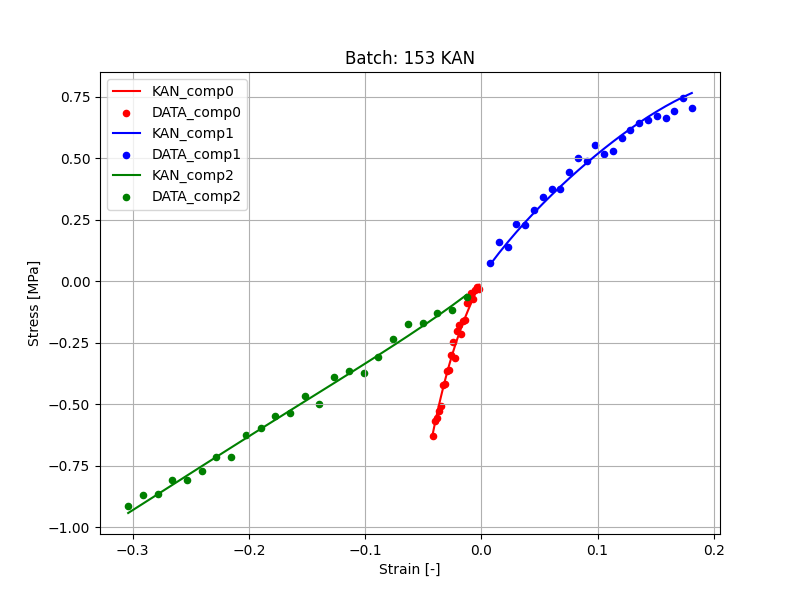 Batch: 153 KAN
KAN_comp0
DATA_comp0
KAN_comp1
DATA_comp1
KAN_comp2
DATA_comp2
0.75
0.50
0.25
0.00
−0.25
−0.50
−0.75
−1.00
Stress [MPa]
−0.3 −0.2 −0.1 0.0 0.1 0.2
Strain [-]